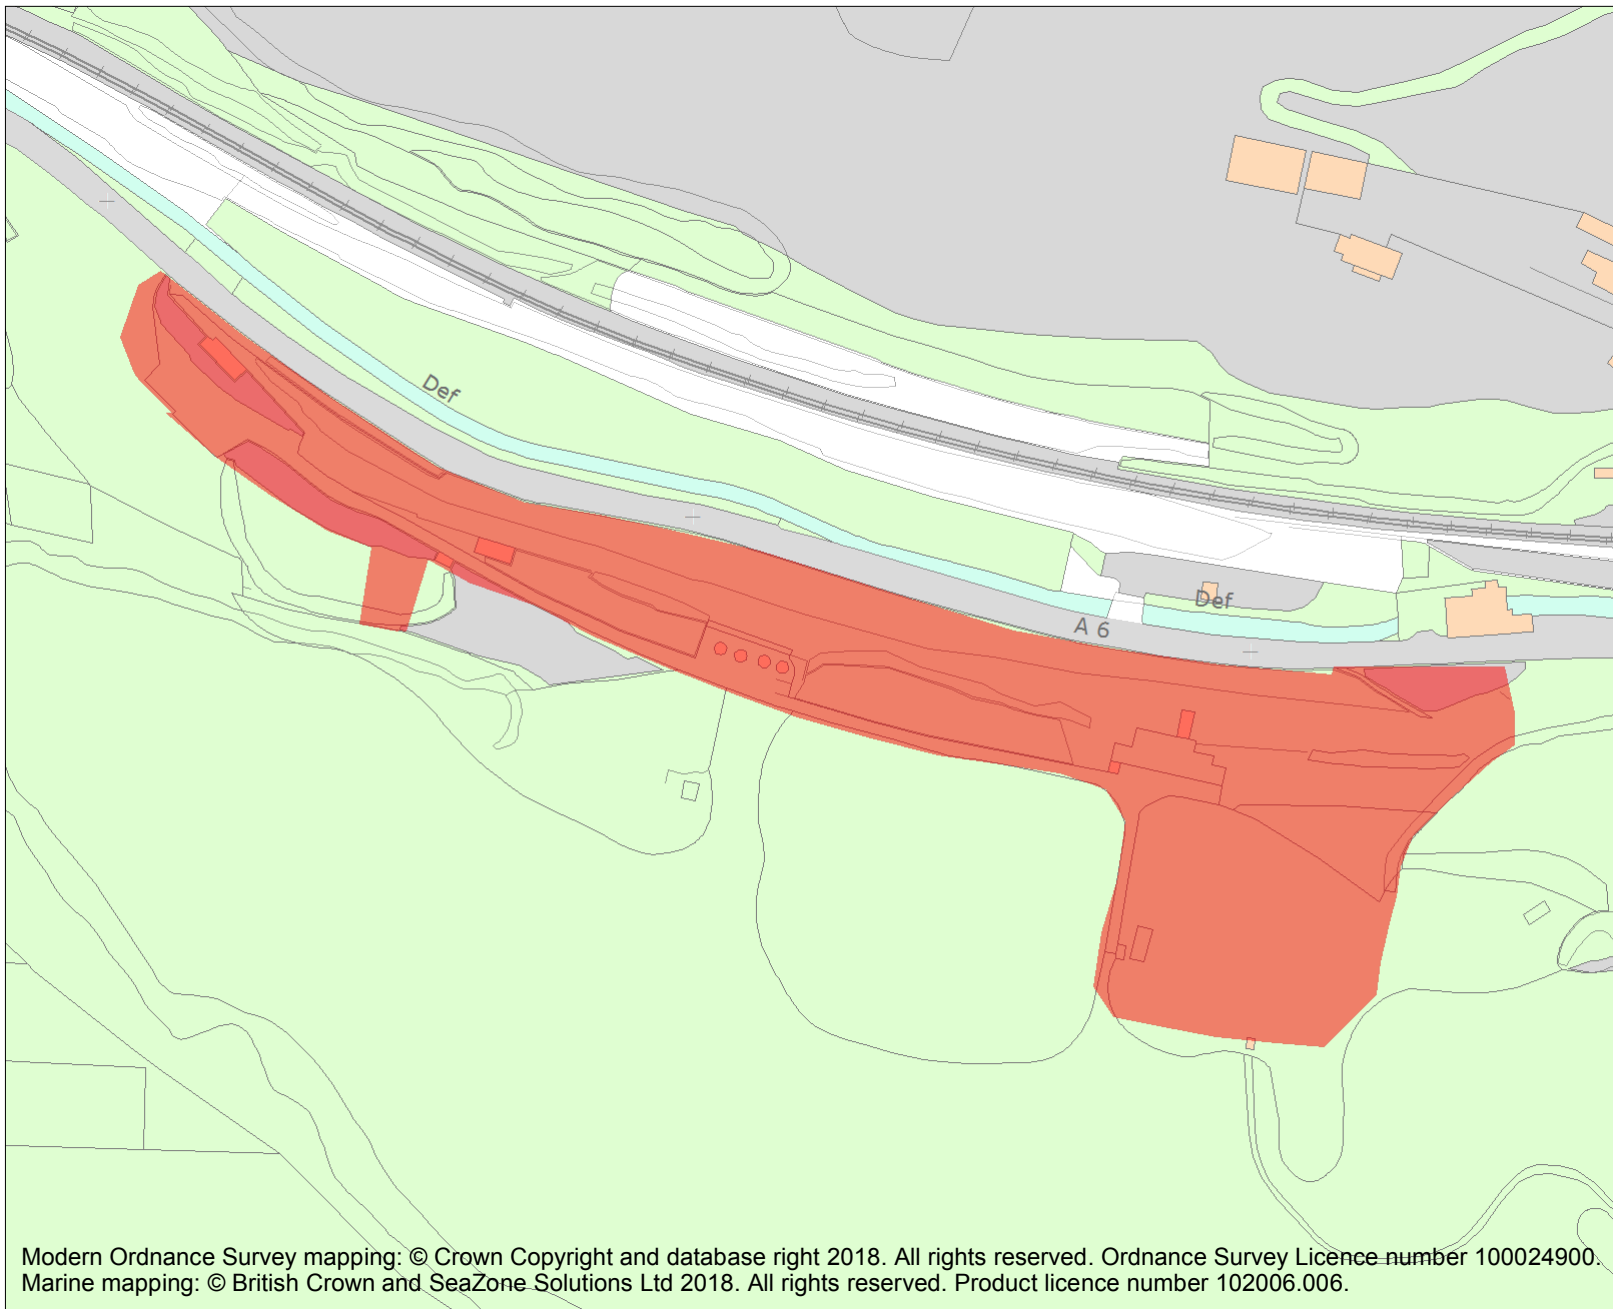 Def
Def
A 6
Modern Ordnance Survey mapping: © Crown Copyright and database right 2018. All rights reserved. Ordnance Survey Licence number 100024900.
Marine mapping: © British Crown and SeaZone Solutions Ltd 2018. All rights reserved. Product licence number 102006.006.